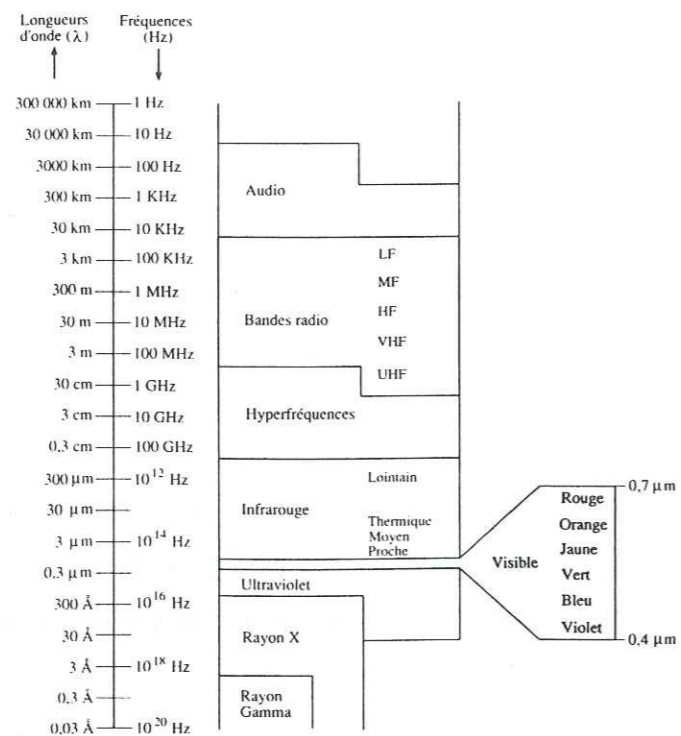 Longueurs
d'onde (λ)
Fréquences
(Hz)
300 000 km
1 Hz
30 000 km
10 Hz
3000 km
100 Hz
300 km
1 KHz
30 km
10 KHz
3 km
100 KHz
300 m
1 MHz
30 m
10 MHz
3 m
100 MHz
30 cm
1 GHz
3 cm
10 GHz
0,3 cm
100 GHz
300 μm
10¹² Hz
30 μm
3 μm
10¹⁴ Hz
0,3 μm
300 Å
10¹⁶ Hz
30 Å
3 Å
10¹⁸ Hz
0,3 Å
0,03 Å
10²⁰ Hz
Audio
Bandes radio
LF
MF
HF
VHF
UHF
Hyperfréquences
Infrarouge
Lointain
Thermique
Moyen
Proche
Ultraviolet
Rayon X
Rayon
Gamma
Visible
0,7 μm
Rouge
Orange
Jaune
Vert
Bleu
Violet
0,4 μm